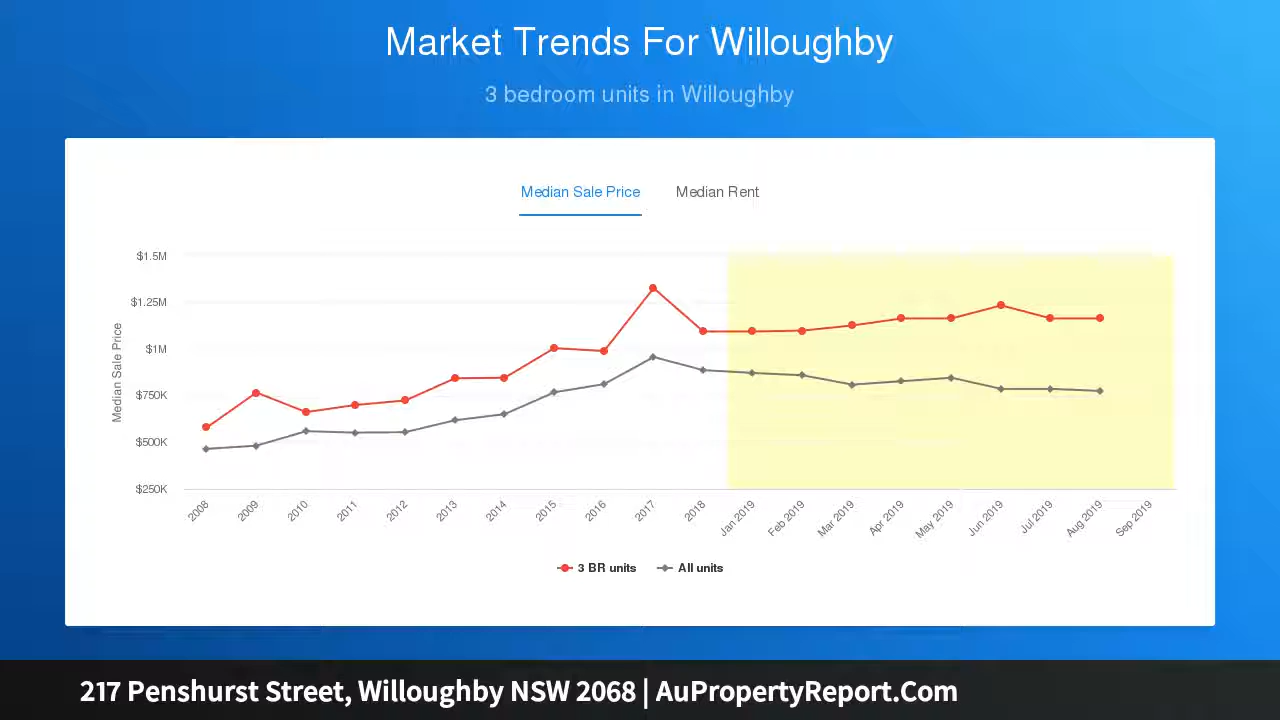 Market Trends For Willoughby
3 bedroom units in Willoughby
Median Sale Price Median Rent
$1.5M
$1.25M
$1M
$750K
$500K
$250K
Median Sale Price
2008 2009 2010 2011 2012 2013 2014 2015 2016 2017 2018 Jan 2019 Feb 2019 Mar 2019 Apr 2019 May 2019 Jun 2019 Jul 2019 Aug 2019 Sep 2019
3 BR units All units
217 Penshurst Street, Willoughby NSW 2068 | AuPropertyReport.Com